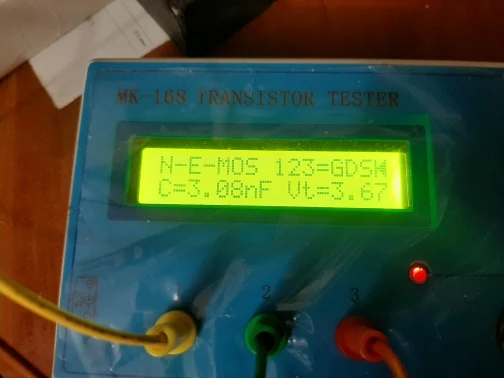 MK-168 TRANSISTOR TESTER
N-E-MOS 123=GDS
C=3.08nF Vt=3.67
2
3